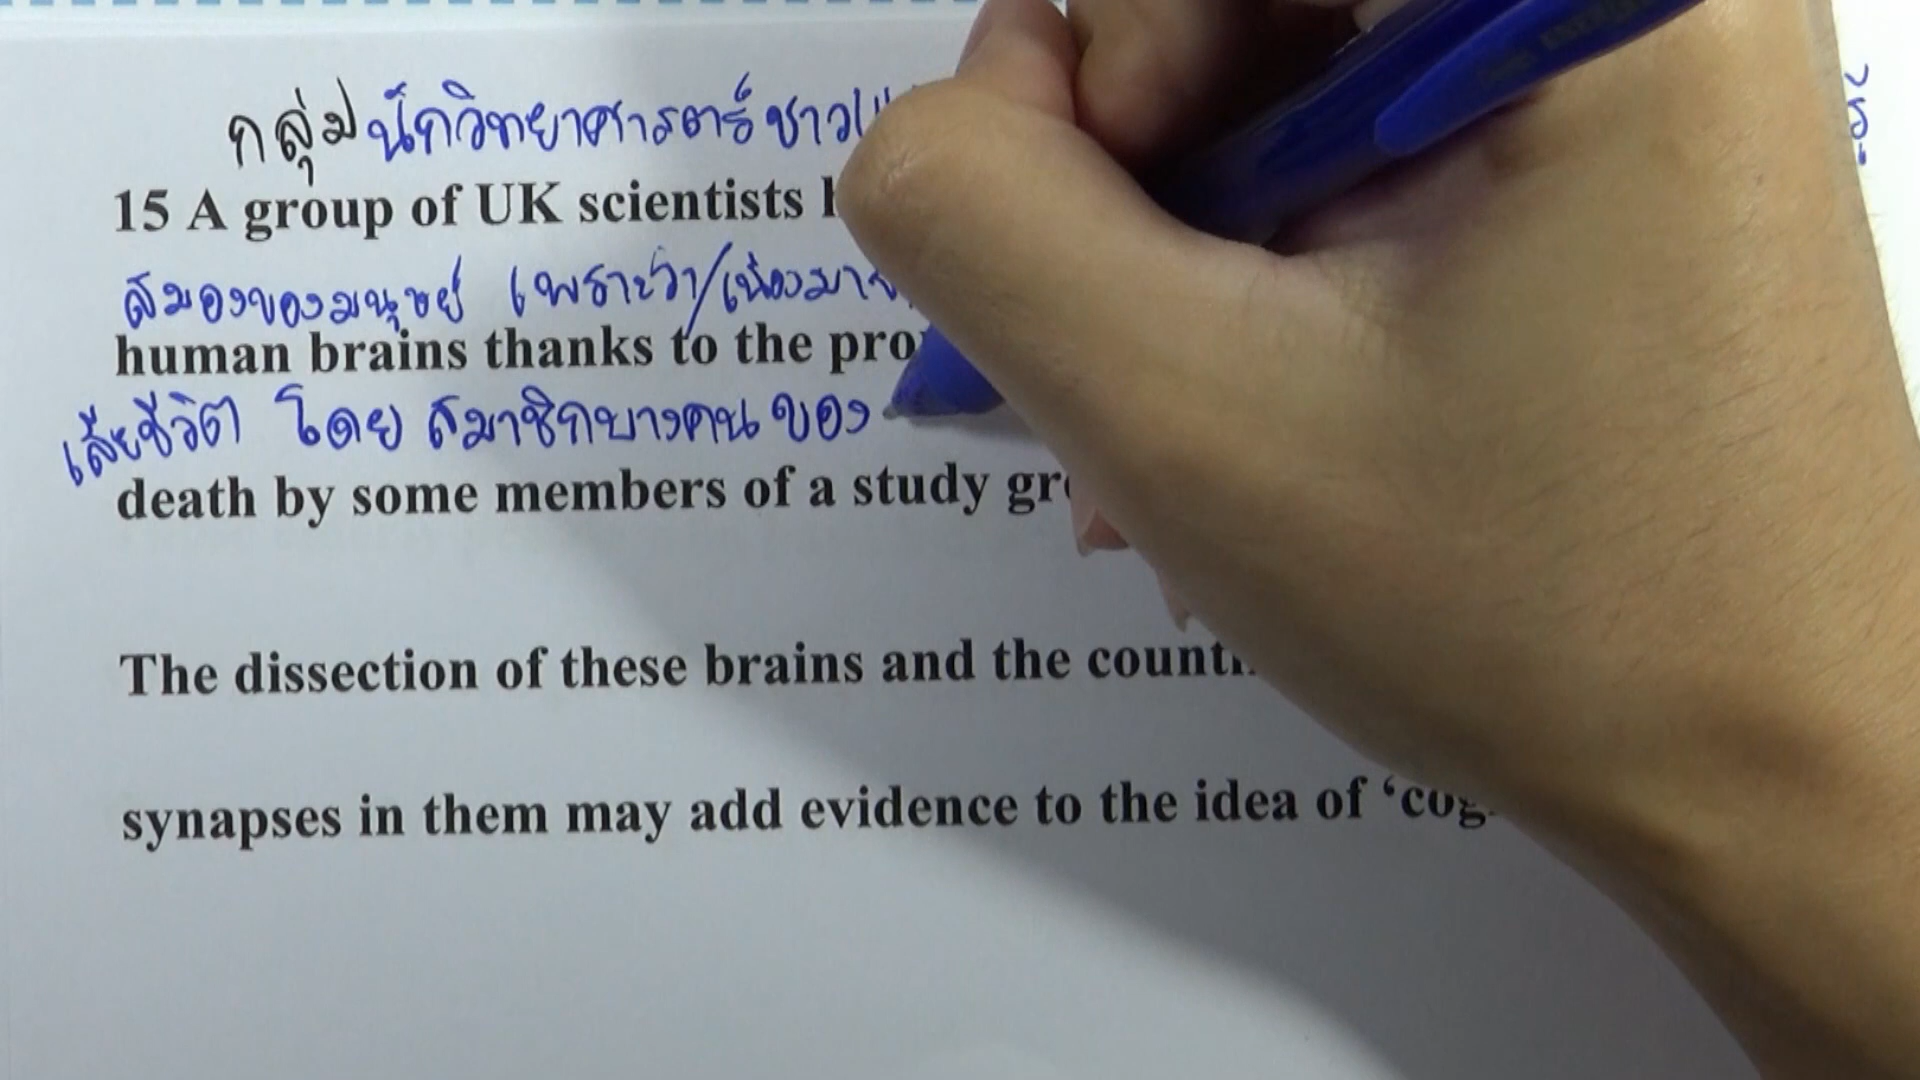 กลุ่มนักวิทยาศาสตร์ชาว
15 A group of UK scientists
สมองของมนุษย์ เพราะว่า/เนื่องมาจ
human brains thanks to the
เสียชีวิต โดย สมาชิกบางคน ของ
death by some members of a study
The dissection of these brains and the
synapses in them may add evidence to the idea of